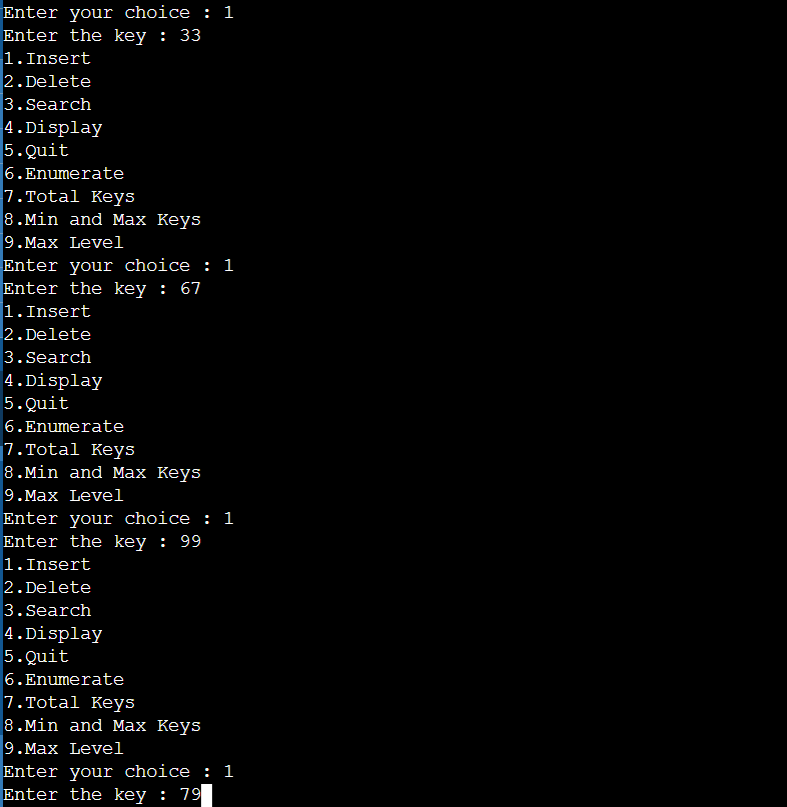 Enter your choice : 1
Enter the key : 33
1.Insert
2.Delete
3.Search
4.Display
5.Quit
6.Enumerate
7.Total Keys
8.Min and Max Keys
9.Max Level
Enter your choice : 1
Enter the key : 67
1.Insert
2.Delete
3.Search
4.Display
5.Quit
6.Enumerate
7.Total Keys
8.Min and Max Keys
9.Max Level
Enter your choice : 1
Enter the key : 99
1.Insert
2.Delete
3.Search
4.Display
5.Quit
6.Enumerate
7.Total Keys
8.Min and Max Keys
9.Max Level
Enter your choice : 1
Enter the key : 79